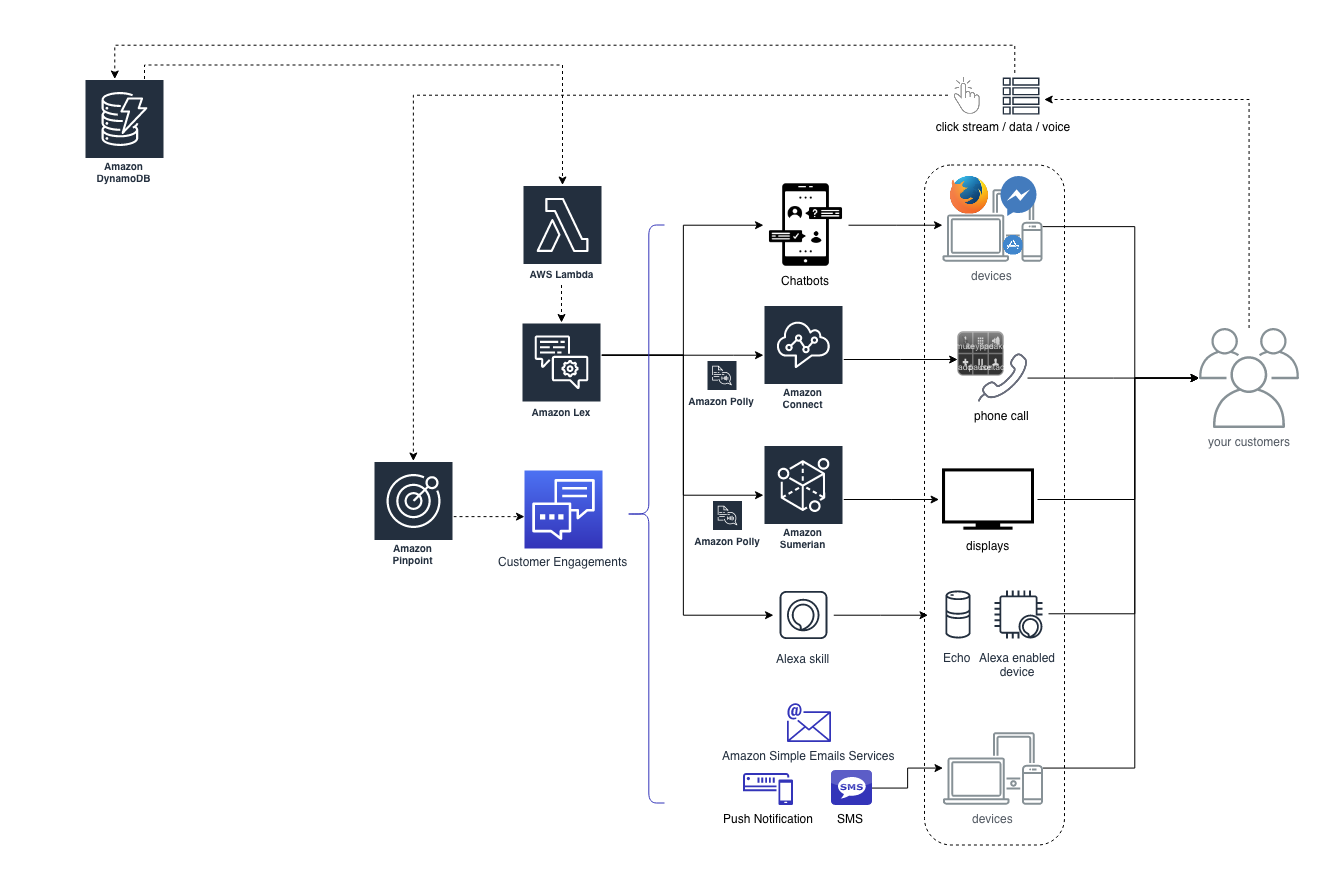 click stream / data / voice
Amazon
DynamoDB
AWS Lambda
?
Chatbots
devices
Amazon Lex
Amazon Polly
Amazon
Connect
phone call
your customers
Amazon
Pinpoint
Customer Engagements
Amazon Polly
Amazon
Sumerian
displays
Alexa skill
Echo
Alexa enabled
device
@
Amazon Simple Emails Services
SMS
Push Notification
SMS
devices